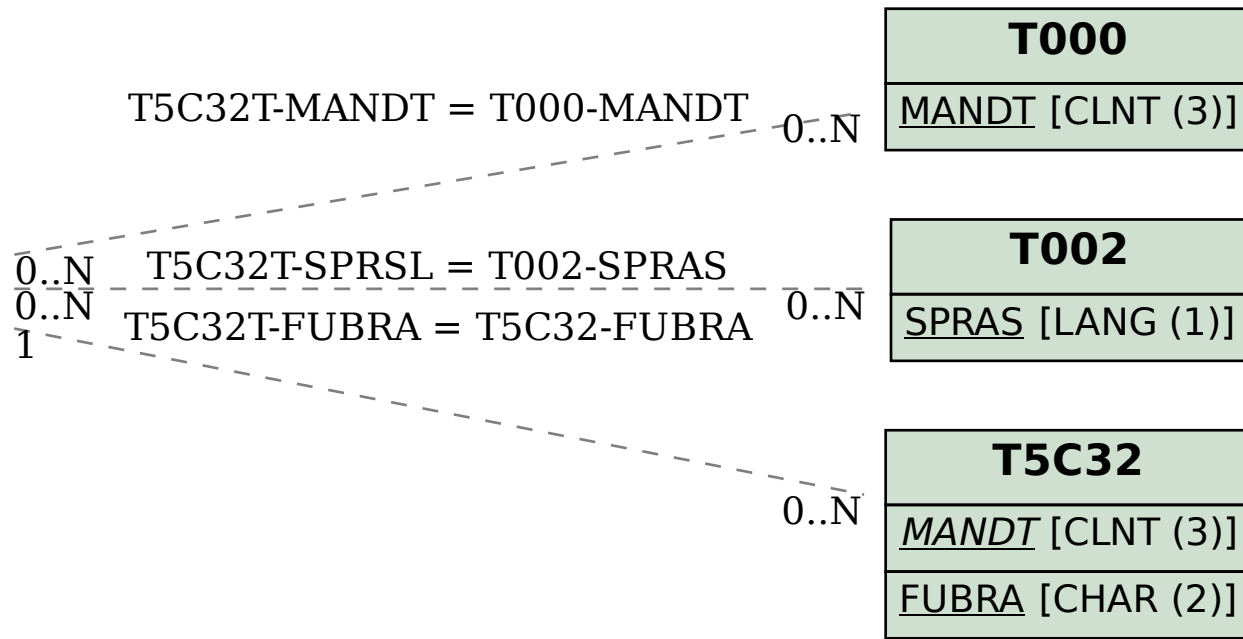 T000
MANDT [CLNT (3)]
T5C32T-MANDT = T000-MANDT
0..N
T002
SPRAS [LANG (1)]
0..N
T5C32T-SPRSL = T002-SPRAS
0..N
0..N
T5C32T-FUBRA = T5C32-FUBRA
1
T5C32
MANDT [CLNT (3)]
FUBRA [CHAR (2)]
0..N